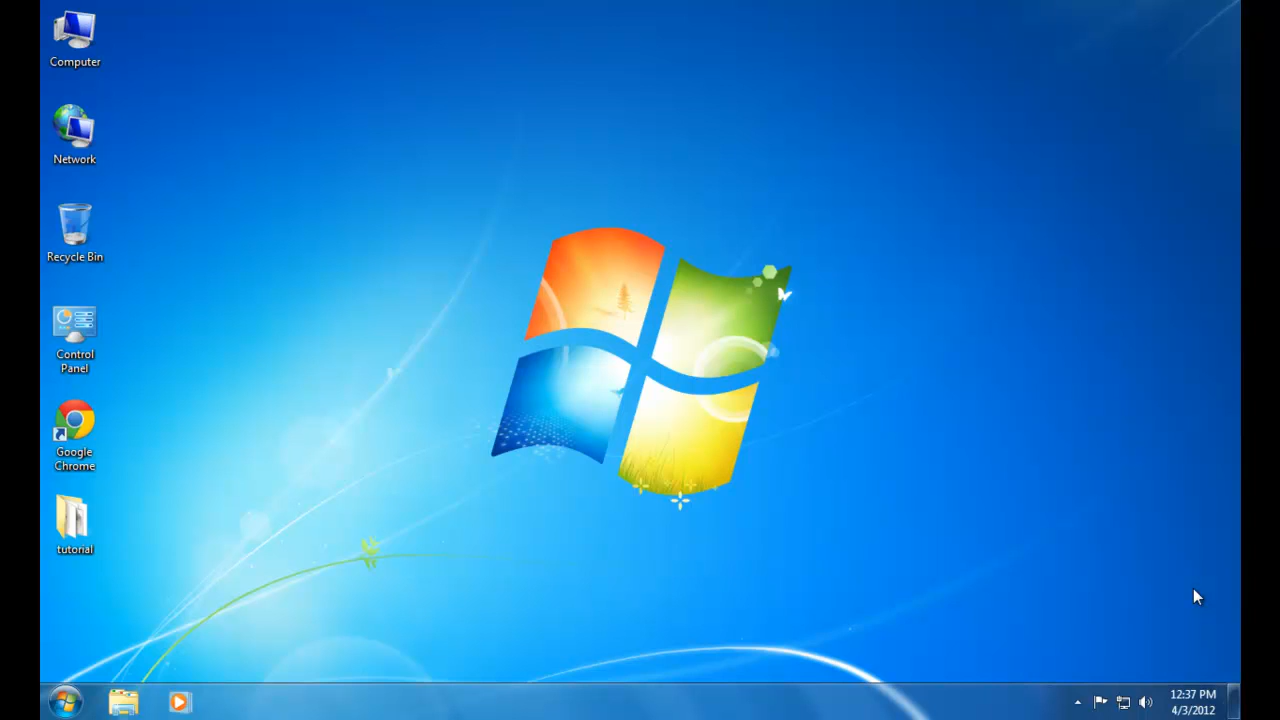 Computer
Network
Recycle Bin
Control
Panel
Google
Chrome
tutorial
12:37 PM
4/3/2012